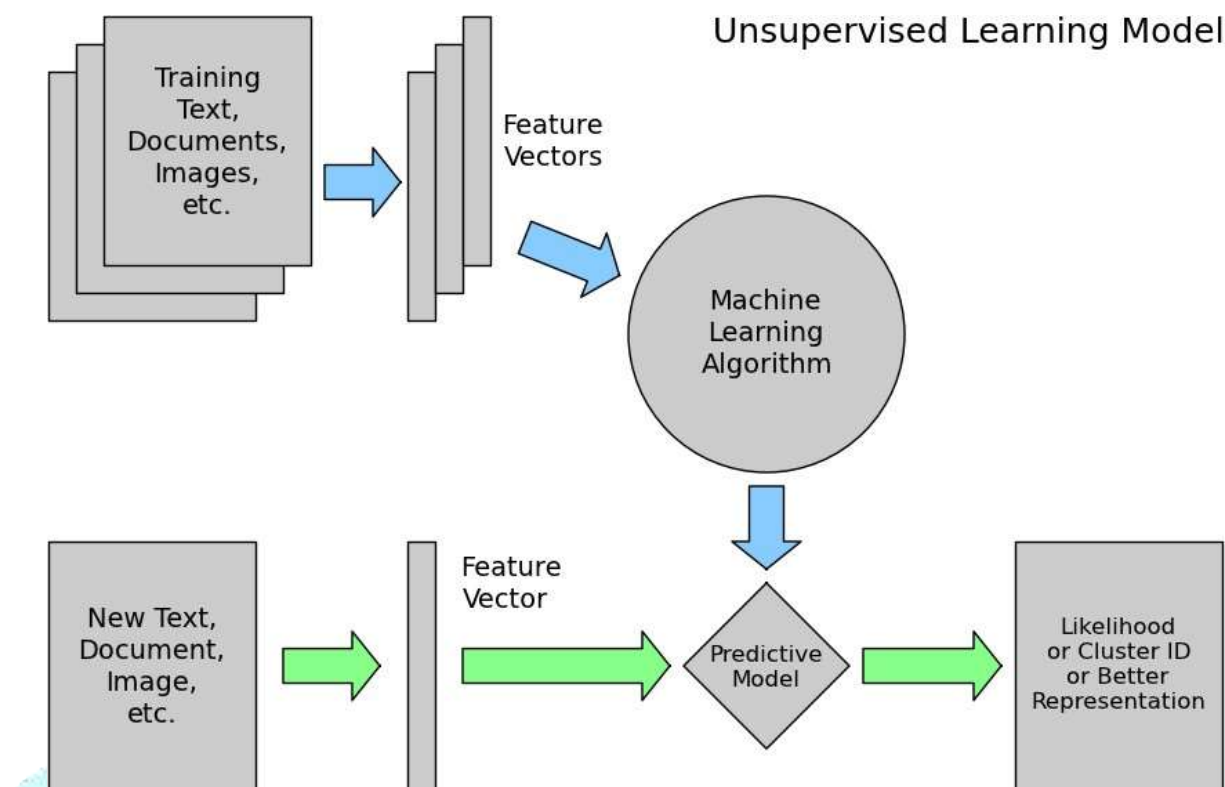 Unsupervised Learning Model
Training
Text,
Documents,
Images,
etc.
Feature
Vectors
Machine
Learning
Algorithm
New Text,
Document,
Image,
etc.
Feature
Vector
Predictive
Model
Likelihood
or Cluster ID
or Better
Representation